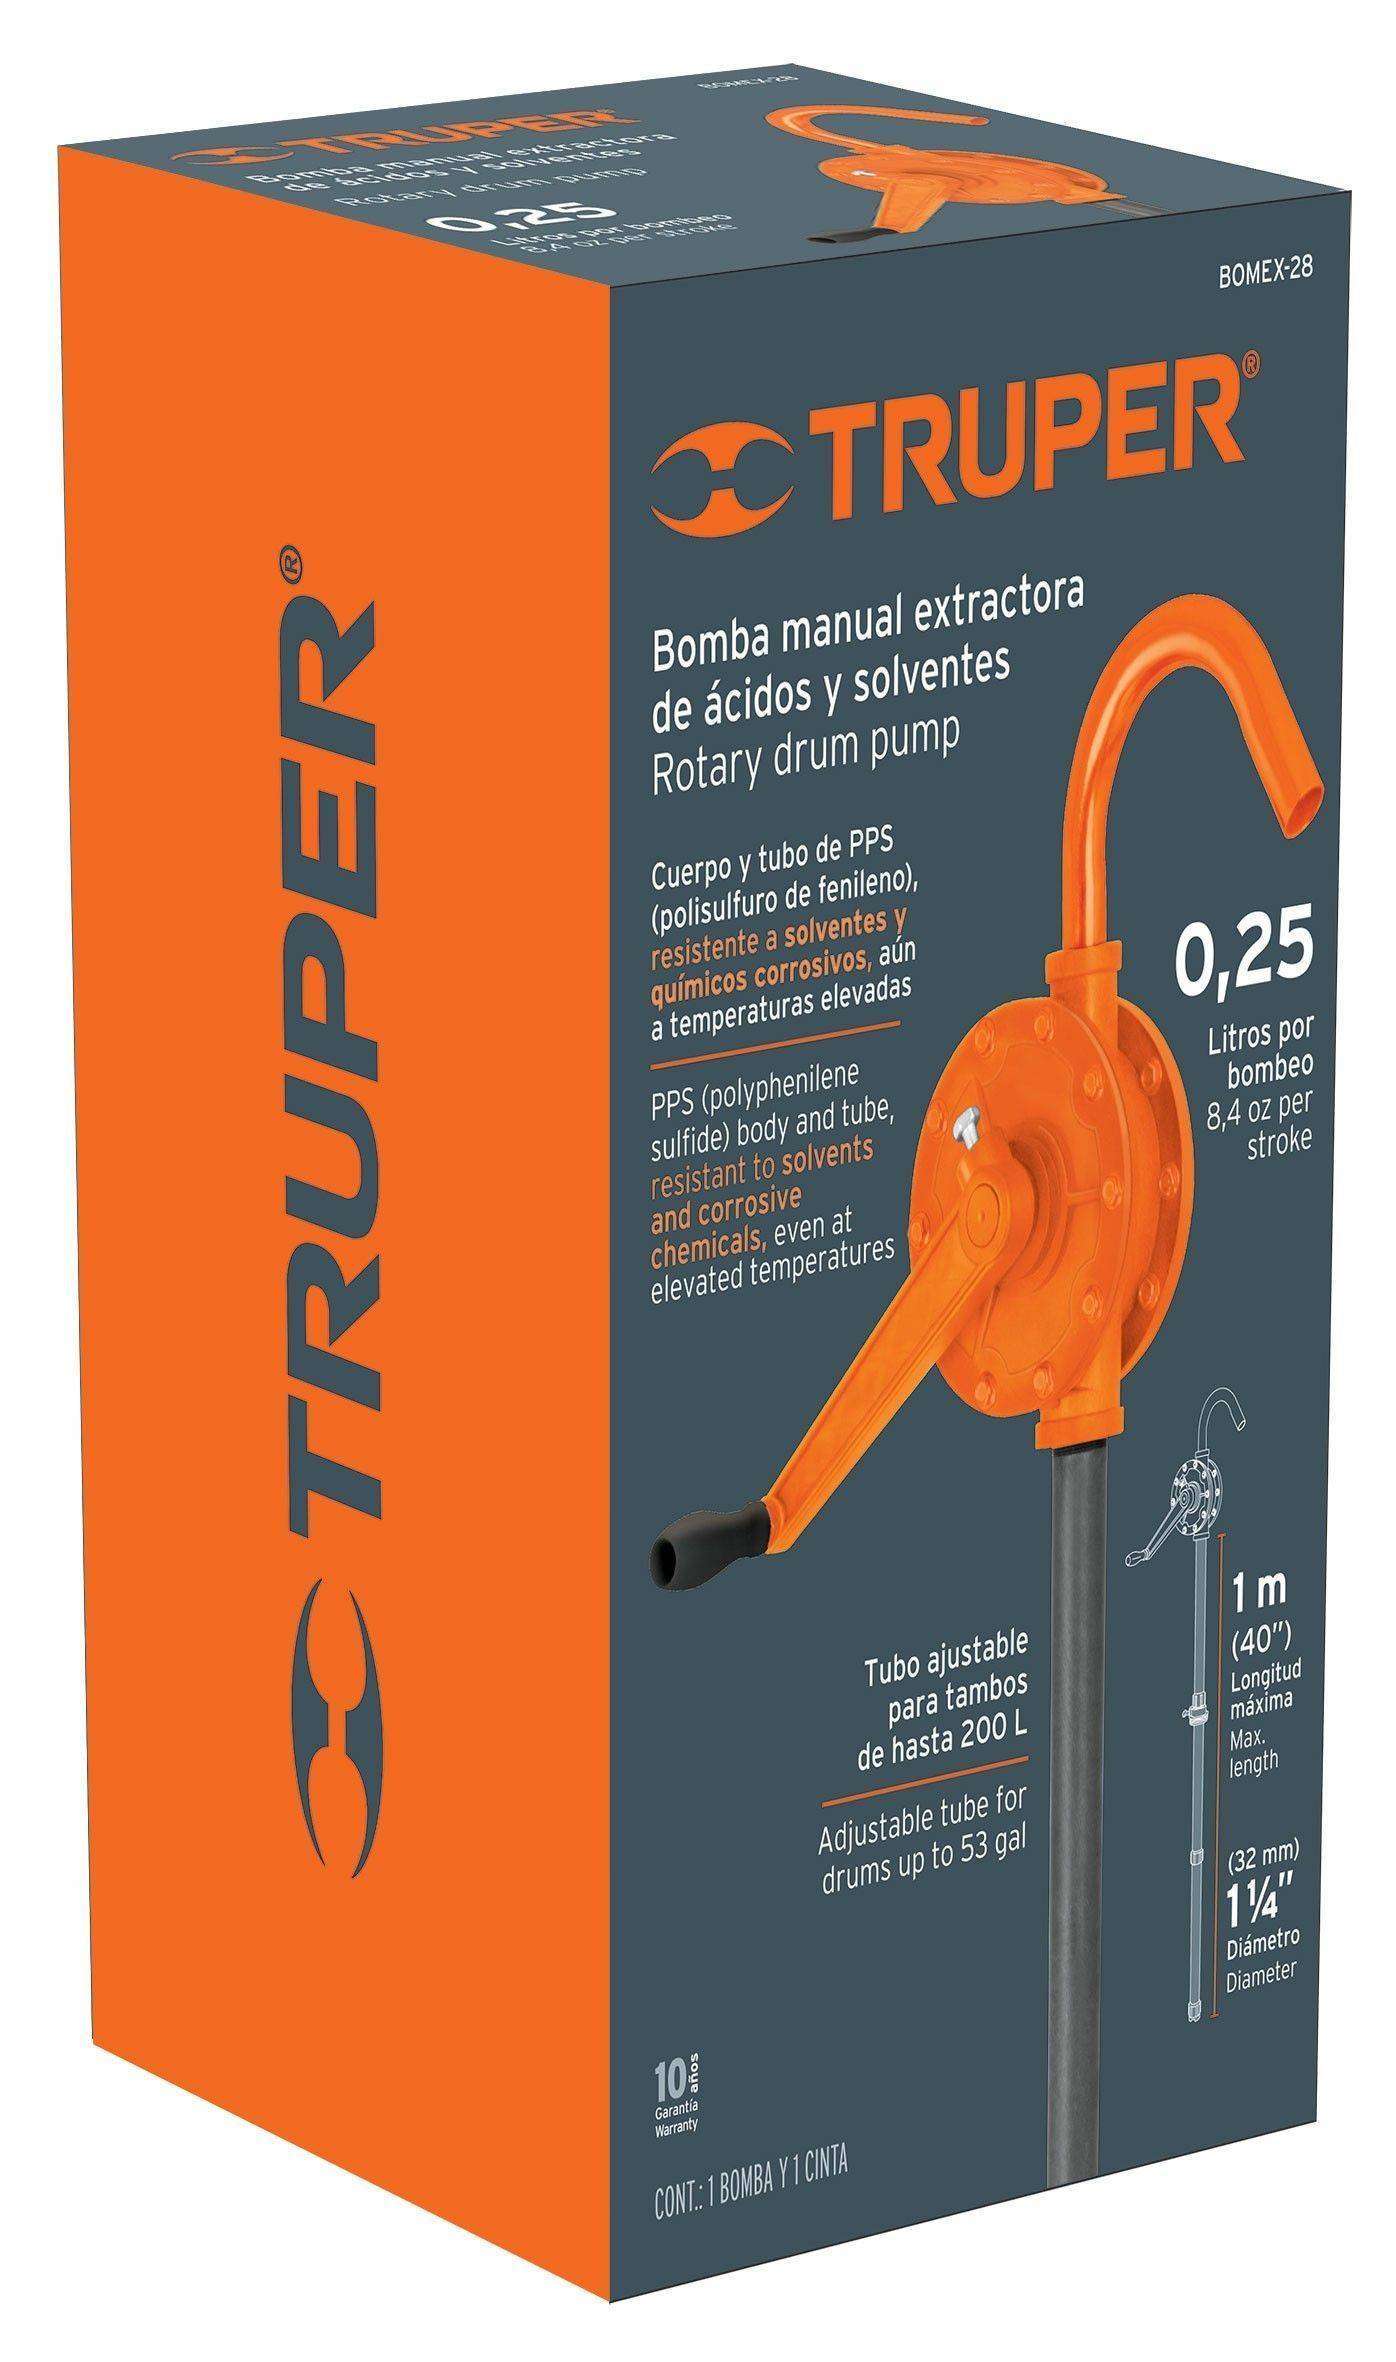 BOMEX-28
TRUPER®
Bomba manual extractora
de ácidos y solventes
Rotary drum pump
0,25
Litros por bombeo
8,4 oz per stroke
TRUPER®
BOMEX-28
TRUPER®
Bomba manual extractora
de ácidos y solventes
Rotary drum pump
Cuerpo y tubo de PPS
(polisulfuro de fenileno),
resistente a solventes y
químicos corrosivos, aún
a temperaturas elevadas
PPS (polyphenilene
sulfide) body and tube,
resistant to solvents
and corrosive
chemicals, even at
elevated temperatures
0,25
Litros por
bombeo
8,4 oz per
stroke
Tubo ajustable
para tambos
de hasta 200 L
Adjustable tube for
drums up to 53 gal
1 m
(40")
Longitud
máxima
Max.
length
(32 mm)
1 ¼"
Diámetro
Diameter
10 años
Garantía
Warranty
CONT.: 1 BOMBA Y 1 CINTA